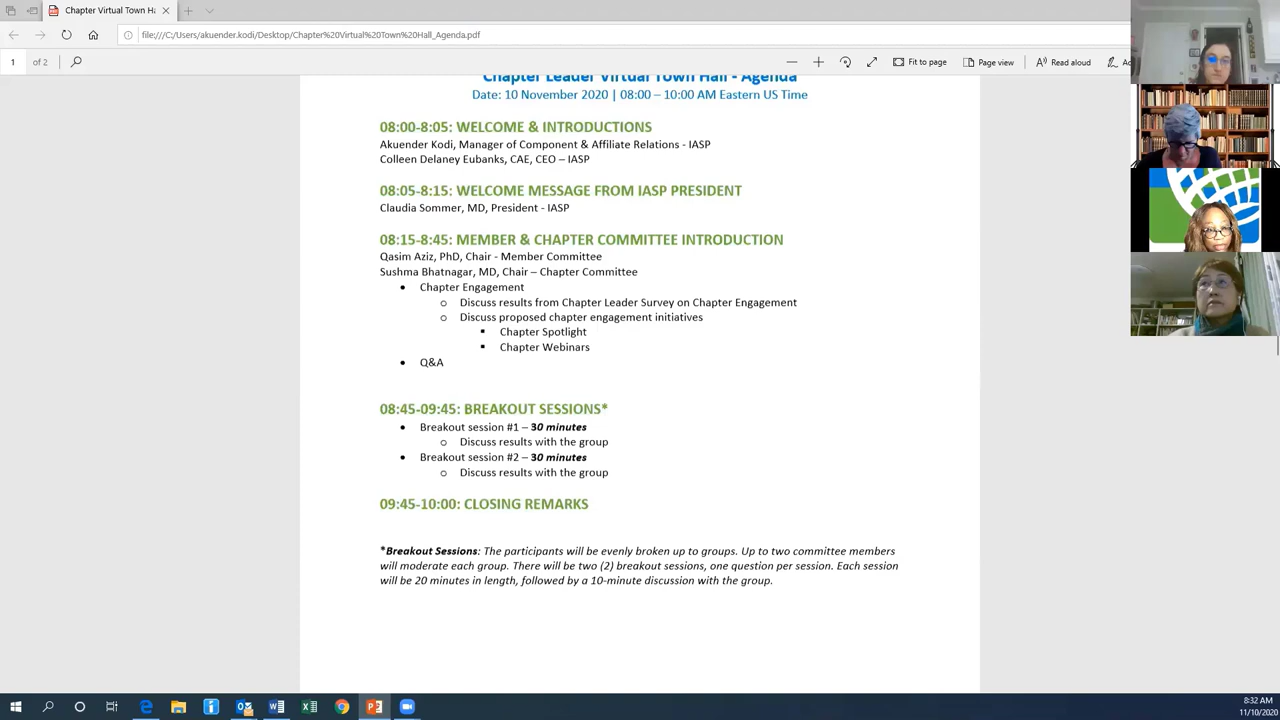 Chapter Virtual Town Ha
file:///C:/Users/akuender.kodi/Desktop/Chapter%20Virtual%20Town%20Hall_Agenda.pdf
1 of 2
Fit to page
Page view
Read aloud
Chapter Leader Virtual Town Hall - Agenda
Date: 10 November 2020 | 08:00 – 10:00 AM Eastern US Time
08:00-8:05: WELCOME & INTRODUCTIONS
Akuender Kodi, Manager of Component & Affiliate Relations - IASP
Colleen Delaney Eubanks, CAE, CEO – IASP
08:05-8:15: WELCOME MESSAGE FROM IASP PRESIDENT
Claudia Sommer, MD, President - IASP
08:15-8:45: MEMBER & CHAPTER COMMITTEE INTRODUCTION
Qasim Aziz, PhD, Chair - Member Committee
Sushma Bhatnagar, MD, Chair – Chapter Committee
• Chapter Engagement
o Discuss results from Chapter Leader Survey on Chapter Engagement
o Discuss proposed chapter engagement initiatives
▪ Chapter Spotlight
▪ Chapter Webinars
• Q&A
08:45-09:45: BREAKOUT SESSIONS*
• Breakout session #1 – 30 minutes
o Discuss results with the group
• Breakout session #2 – 30 minutes
o Discuss results with the group
09:45-10:00: CLOSING REMARKS
*Breakout Sessions: The participants will be evenly broken up to groups. Up to two committee members
will moderate each group. There will be two (2) breakout sessions, one question per session. Each session
will be 20 minutes in length, followed by a 10-minute discussion with the group.
8:32 AM
11/10/2020